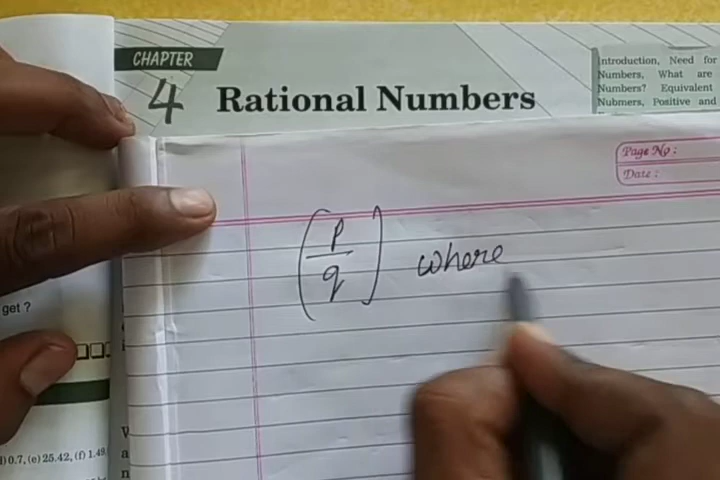 CHAPTER
4 Rational Numbers
ntroduction, Need for
Numbers, What are
Numbers? Equivalent
Nubmers, Positive and
Page No :
Date :
(p/q) where
get ?
) 0.7, (e) 25.42, (f) 1.49